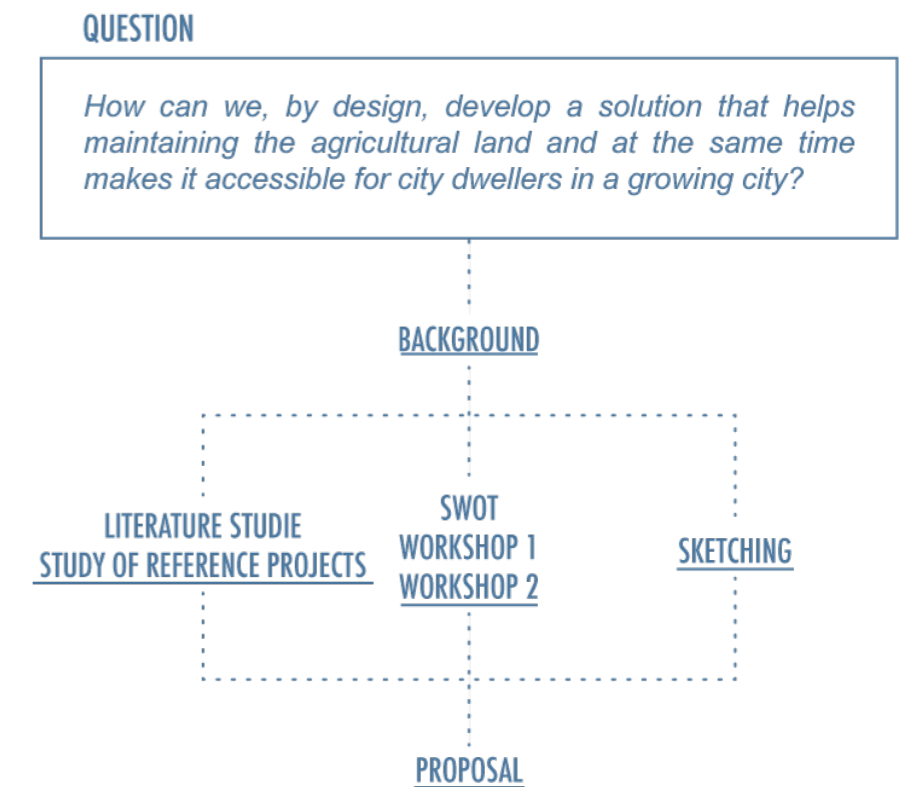 QUESTION
How can we, by design, develop a solution that helps
maintaining the agricultural land and at the same time
makes it accessible for city dwellers in a growing city?
BACKGROUND
LITERATURE STUDIE
STUDY OF REFERENCE PROJECTS
SWOT
WORKSHOP 1
WORKSHOP 2
SKETCHING
PROPOSAL